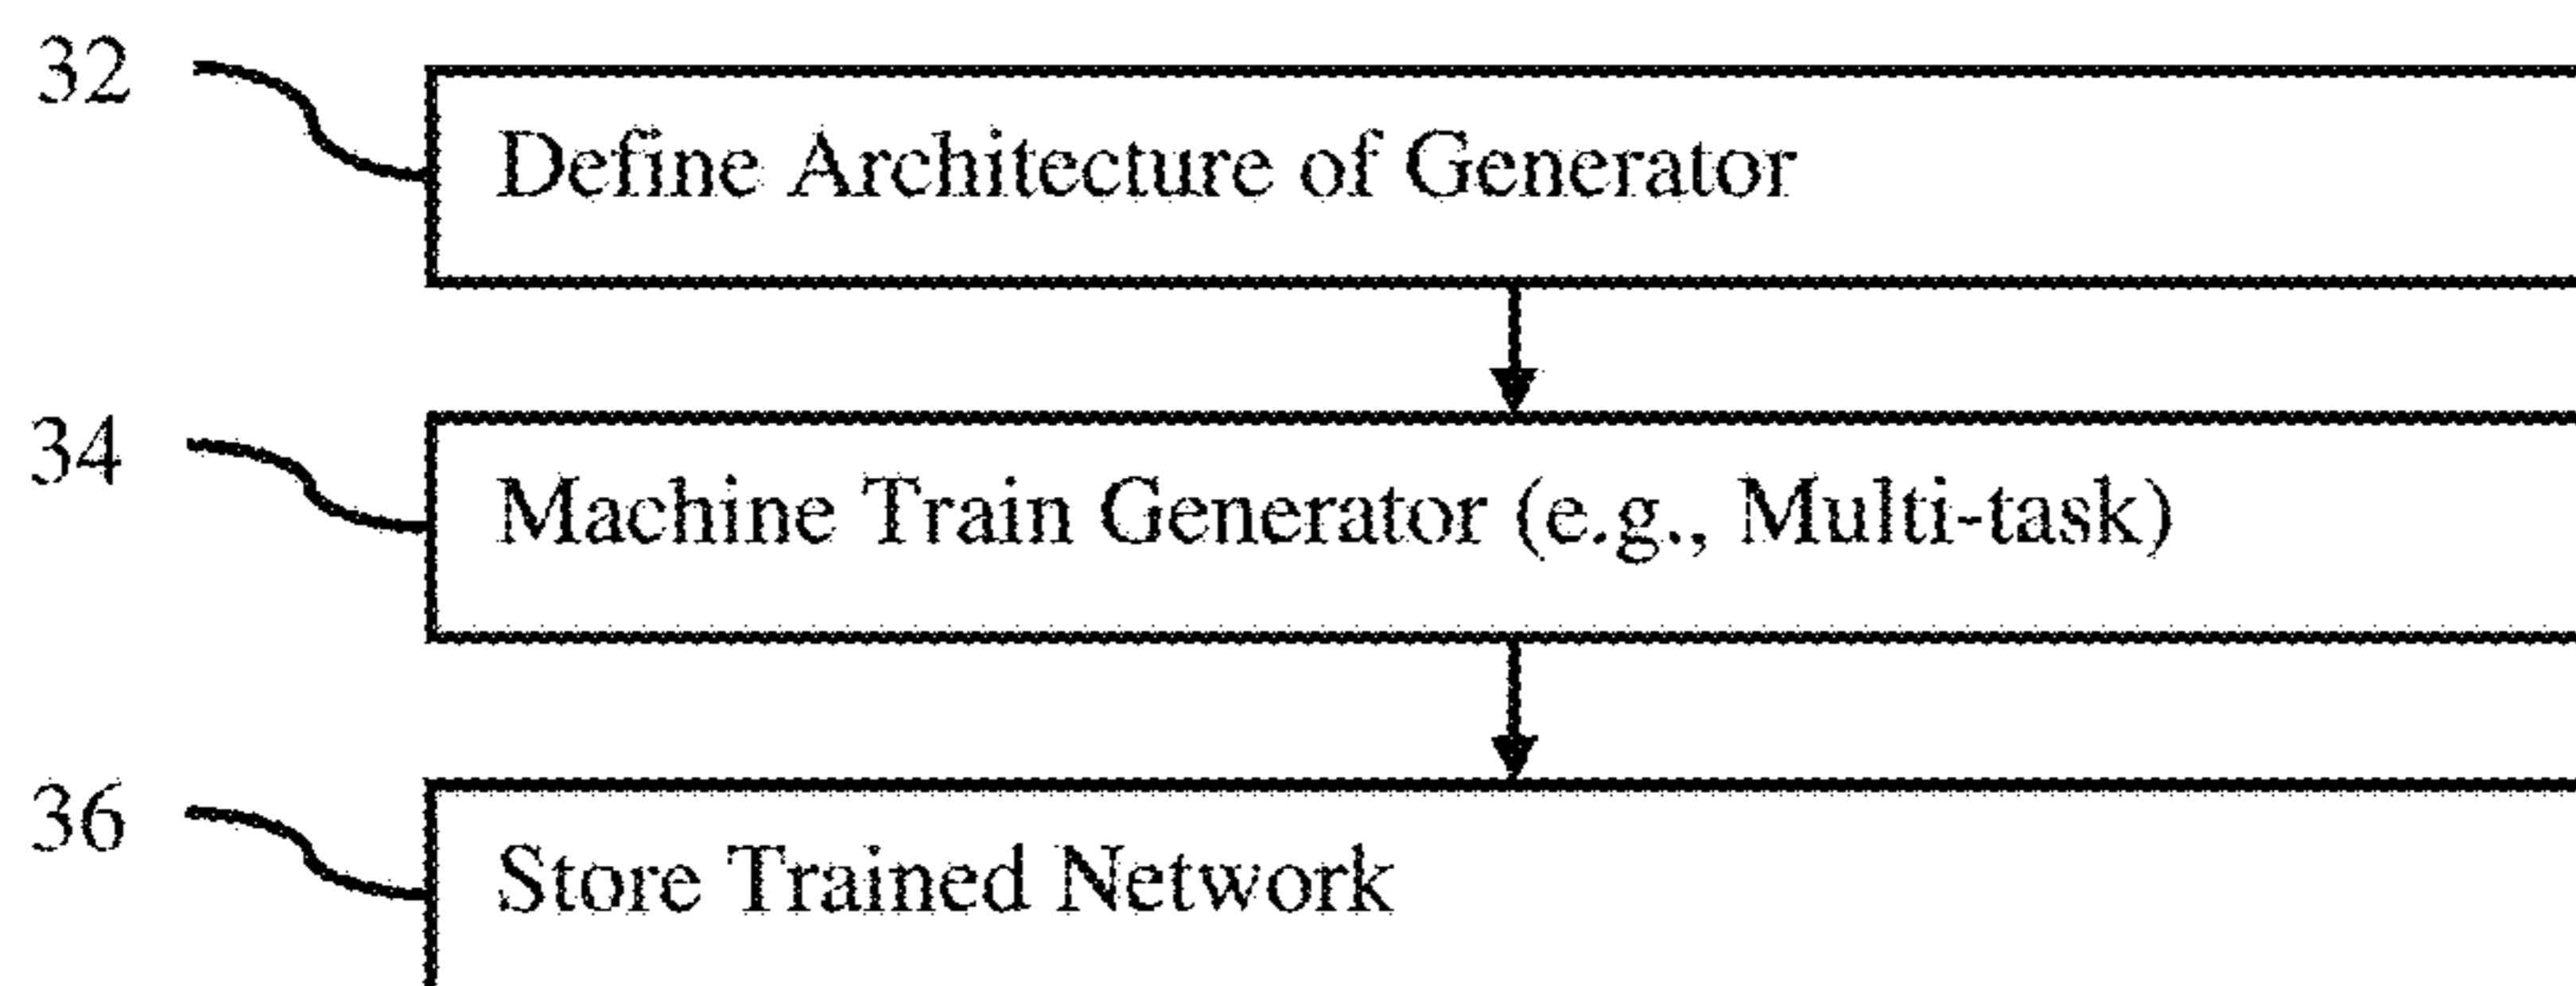 32
Define Architecture of Generator
34
Machine Train Generator (e.g., Multi-task)
36
Store Trained Network